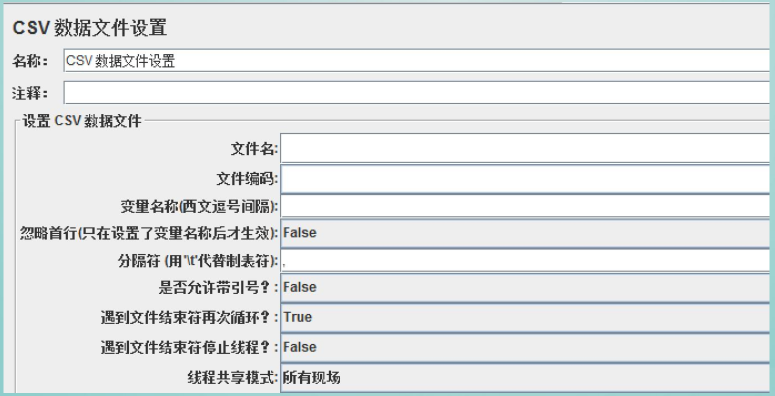 CSV 数据文件设置
名称： CSV 数据文件设置
注释：
设置 CSV 数据文件
文件名:
文件编码:
变量名称(西文逗号间隔):
忽略首行(只在设置了变量名称后才生效): False
分隔符 (用'\t'代替制表符): ,
是否允许带引号？: False
遇到文件结束符再次循环？: True
遇到文件结束符停止线程？: False
线程共享模式: 所有现场